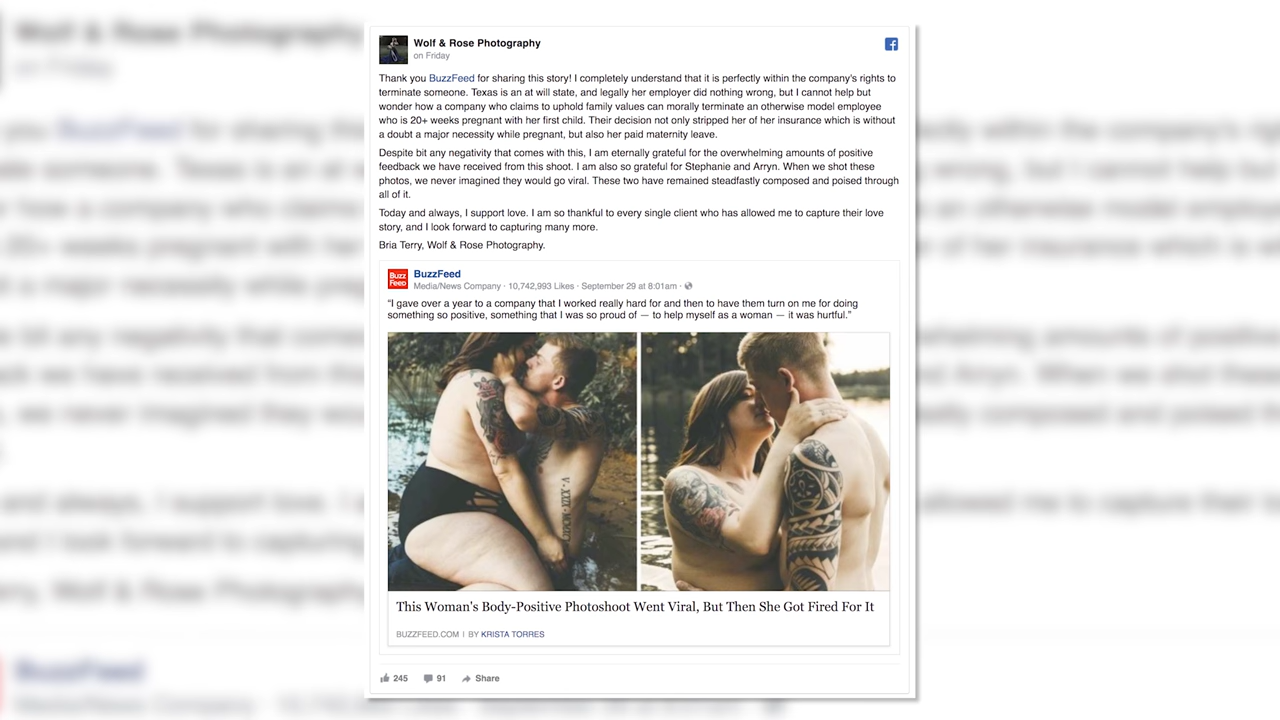 Wolf & Rose Photography
on Friday
Thank you BuzzFeed for sharing this story! I completely understand that it is perfectly within the company's rights to
terminate someone. Texas is an at will state, and legally her employer did nothing wrong, but I cannot help but
wonder how a company who claims to uphold family values can morally terminate an otherwise model employee
who is 20+ weeks pregnant with her first child. Their decision not only stripped her of her insurance which is without
a doubt a major necessity while pregnant, but also her paid maternity leave.
Despite bit any negativity that comes with this, I am eternally grateful for the overwhelming amounts of positive
feedback we have received from this shoot. I am also so grateful for Stephanie and Arryn. When we shot these
photos, we never imagined they would go viral. These two have remained steadfastly composed and poised through
all of it.
Today and always, I support love. I am so thankful to every single client who has allowed me to capture their love
story, and I look forward to capturing many more.
Bria Terry, Wolf & Rose Photography.
Buzz
Feed
BuzzFeed
Media/News Company · 10,742,993 Likes · September 29 at 8:01am ·
"I gave over a year to a company that I worked really hard for and then to have them turn on me for doing
something so positive, something that I was so proud of — to help myself as a woman — it was hurtful."
This Woman's Body-Positive Photoshoot Went Viral, But Then She Got Fired For It
BUZZFEED.COM | BY KRISTA TORRES
245 91 Share